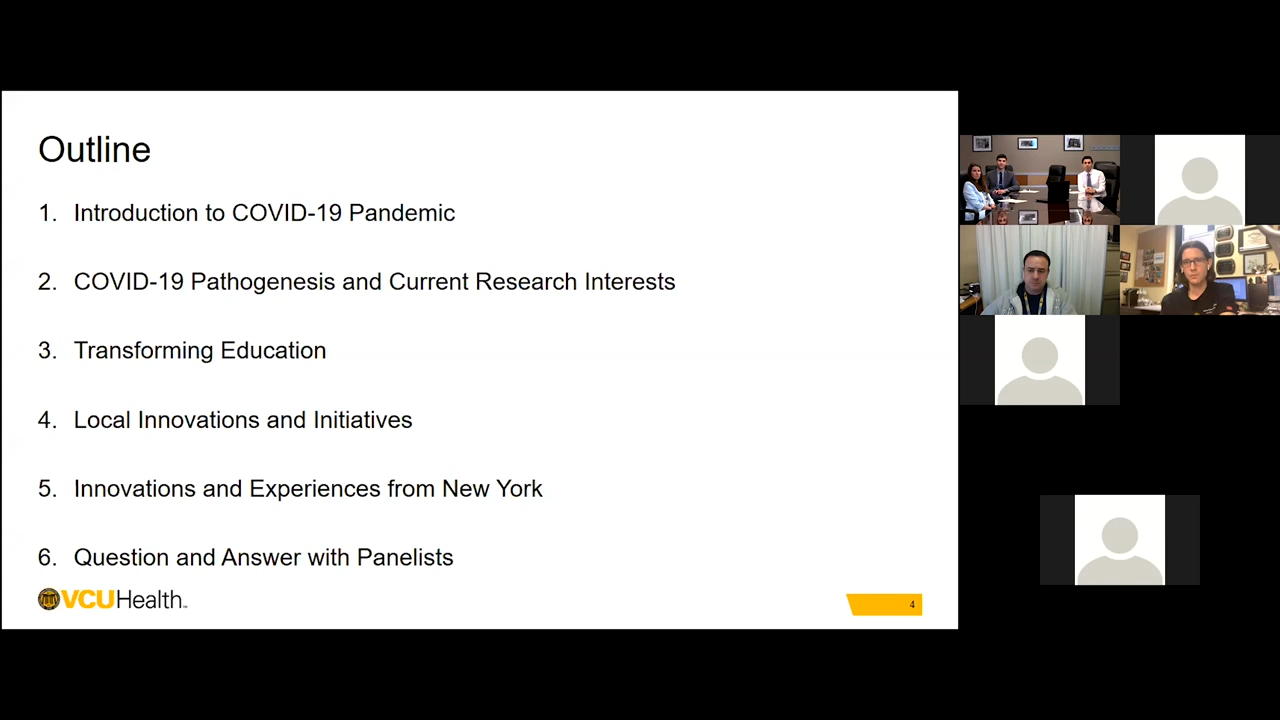 Outline
1. Introduction to COVID-19 Pandemic
2. COVID-19 Pathogenesis and Current Research Interests
3. Transforming Education
4. Local Innovations and Initiatives
5. Innovations and Experiences from New York
6. Question and Answer with Panelists
VCUHealth™
4